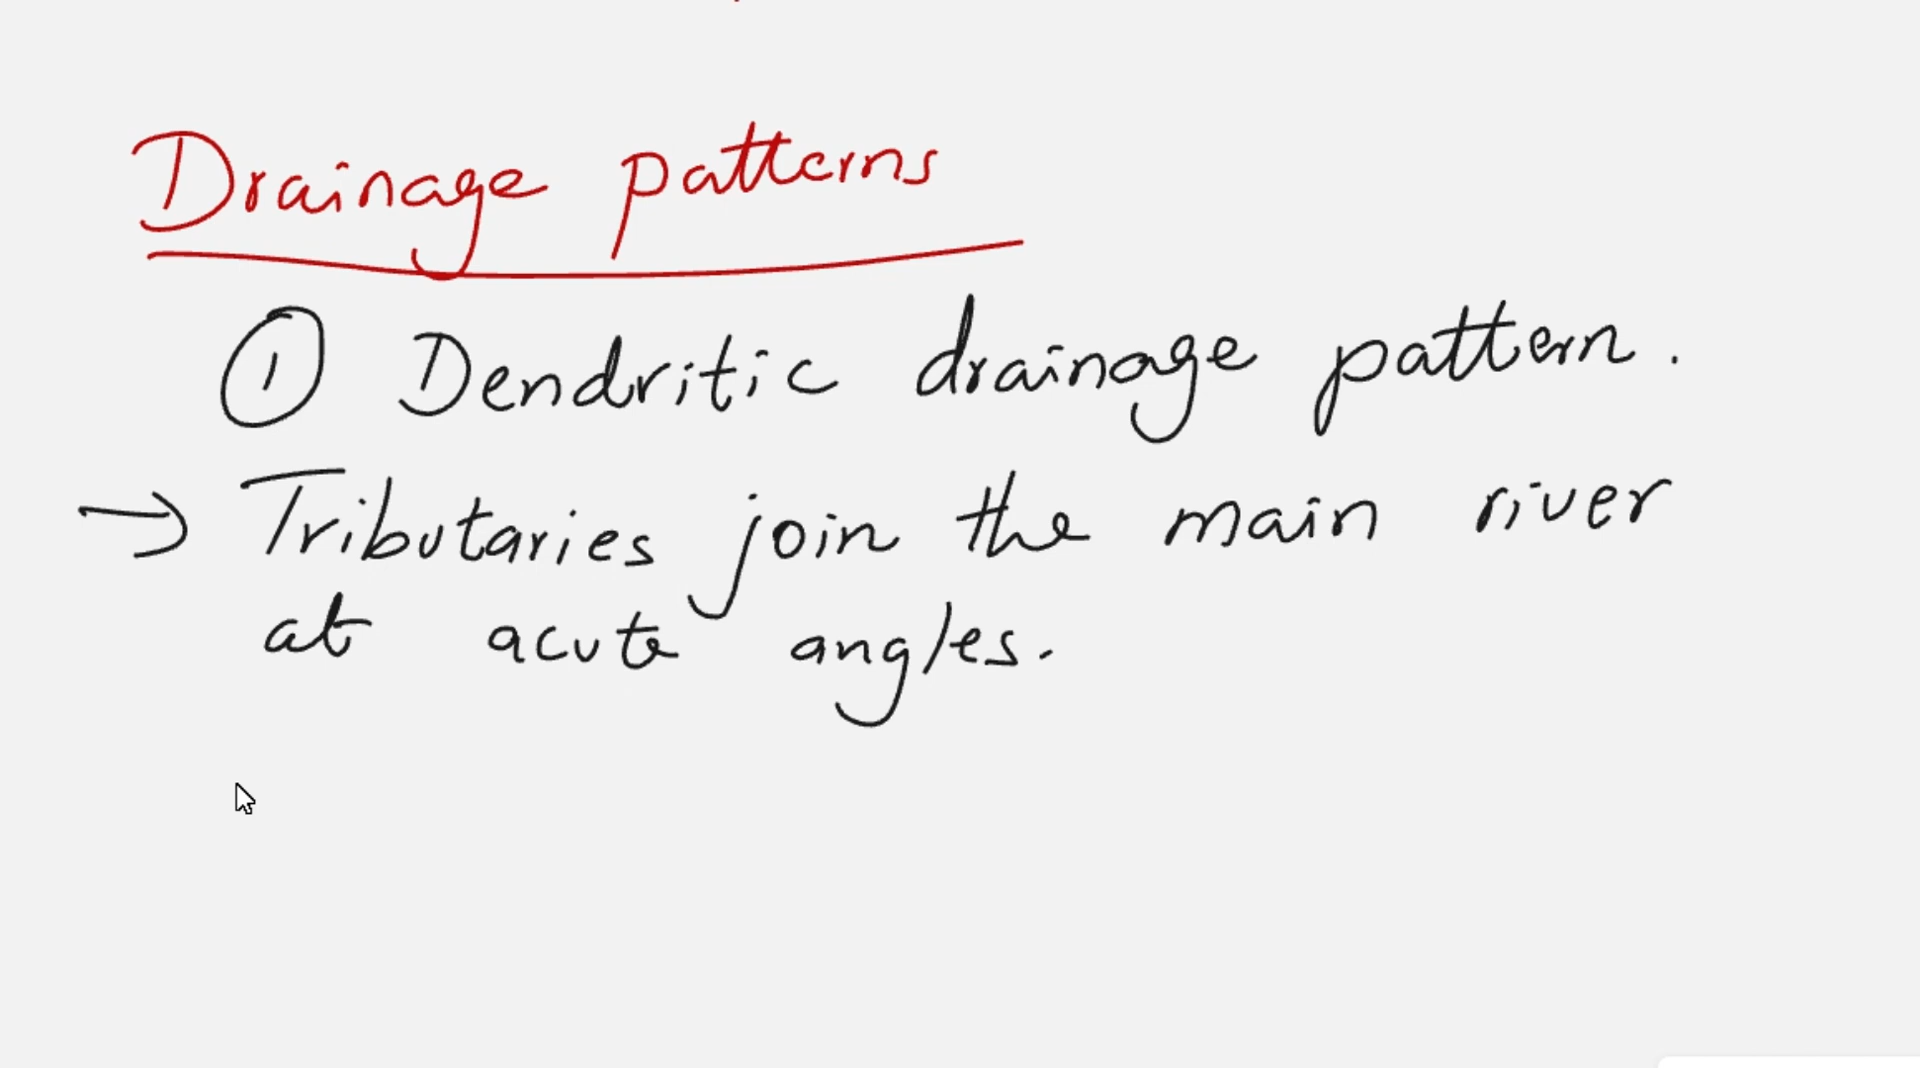 Drainage patterns
① Dendritic drainage pattern.
→ Tributaries join the main river
at acute angles.